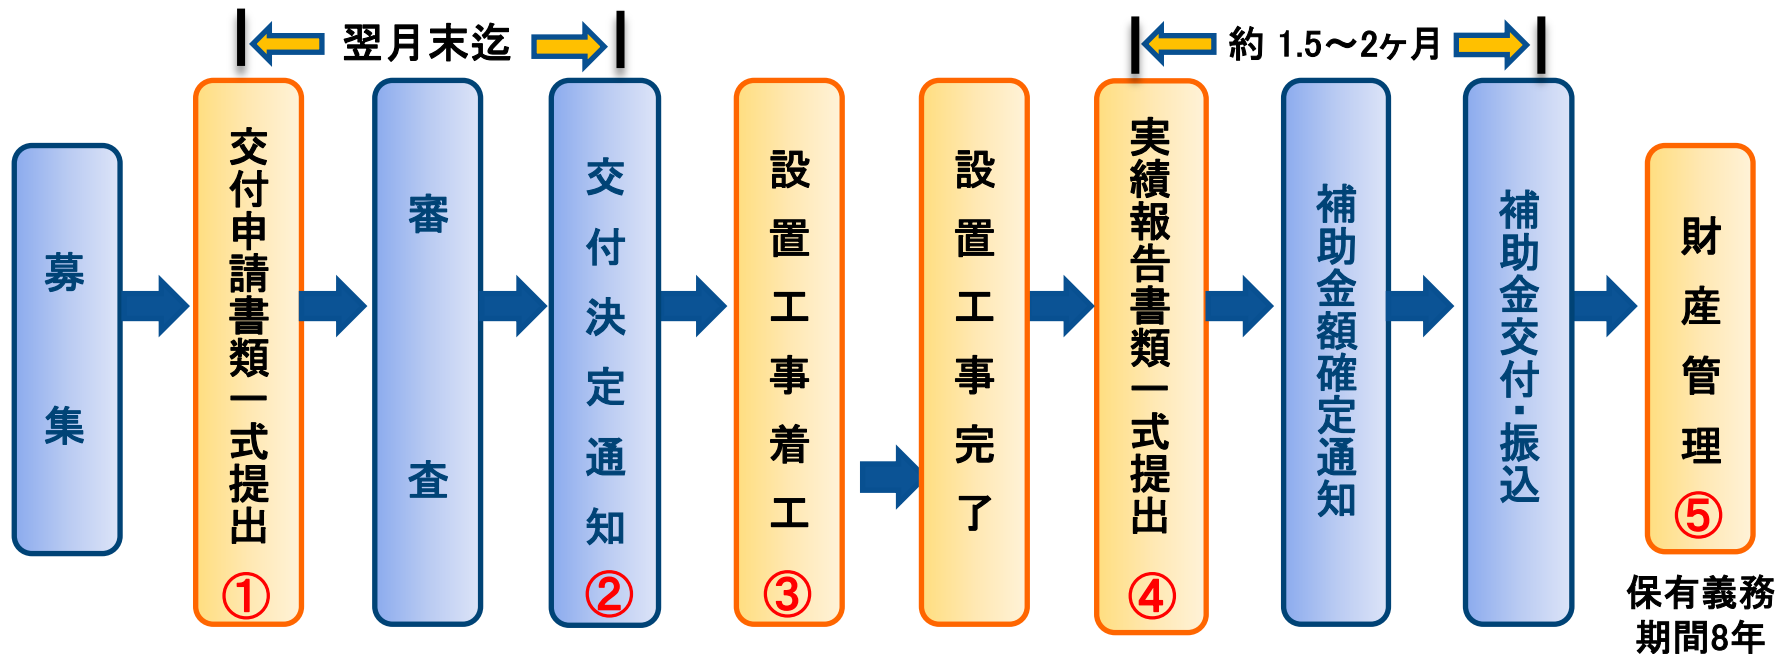 翌月末迄
約 1.5～2ヶ月
募集
交付申請書類一式提出
①
審査
交付決定通知
②
設置工事着工
③
設置工事完了
実績報告書類一式提出
④
補助金額確定通知
補助金交付・振込
財産管理
⑤
保有義務
期間8年